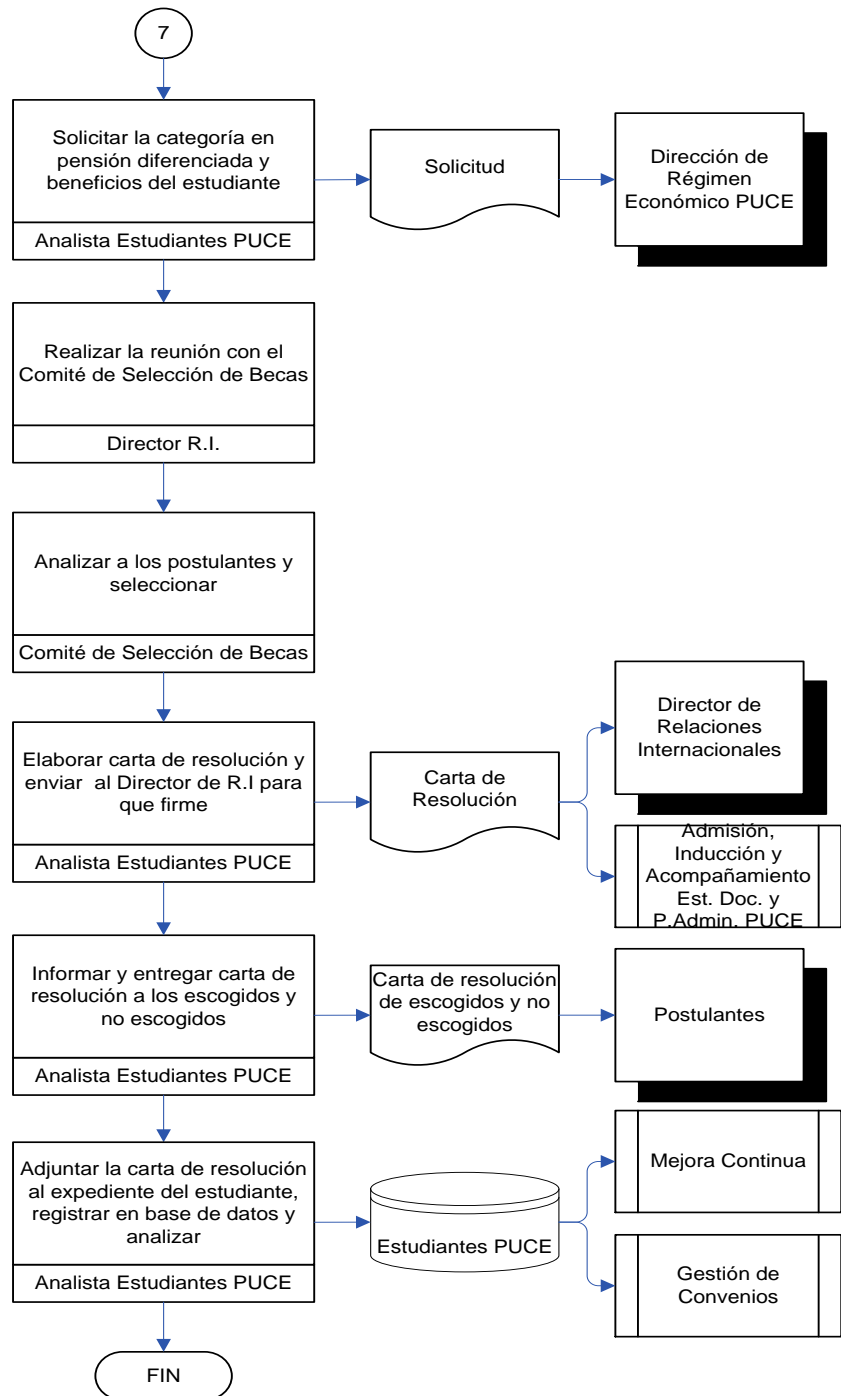 7
Solicitar la categoría en
pensión diferenciada y
beneficios del estudiante
Analista Estudiantes PUCE
Solicitud
Dirección de
Régimen
Económico PUCE
Realizar la reunión con el
Comité de Selección de Becas
Director R.I.
Analizar a los postulantes y
seleccionar
Comité de Selección de Becas
Elaborar carta de resolución y
enviar al Director de R.I para
que firme
Analista Estudiantes PUCE
Carta de
Resolución
Director de
Relaciones
Internacionales
Admisión,
Inducción y
Acompañamiento
Est. Doc. y
P.Admin. PUCE
Informar y entregar carta de
resolución a los escogidos y
no escogidos
Analista Estudiantes PUCE
Carta de resolución
de escogidos y no
escogidos
Postulantes
Adjuntar la carta de resolución
al expediente del estudiante,
registrar en base de datos y
analizar
Analista Estudiantes PUCE
Estudiantes PUCE
Mejora Continua
Gestión de
Convenios
FIN